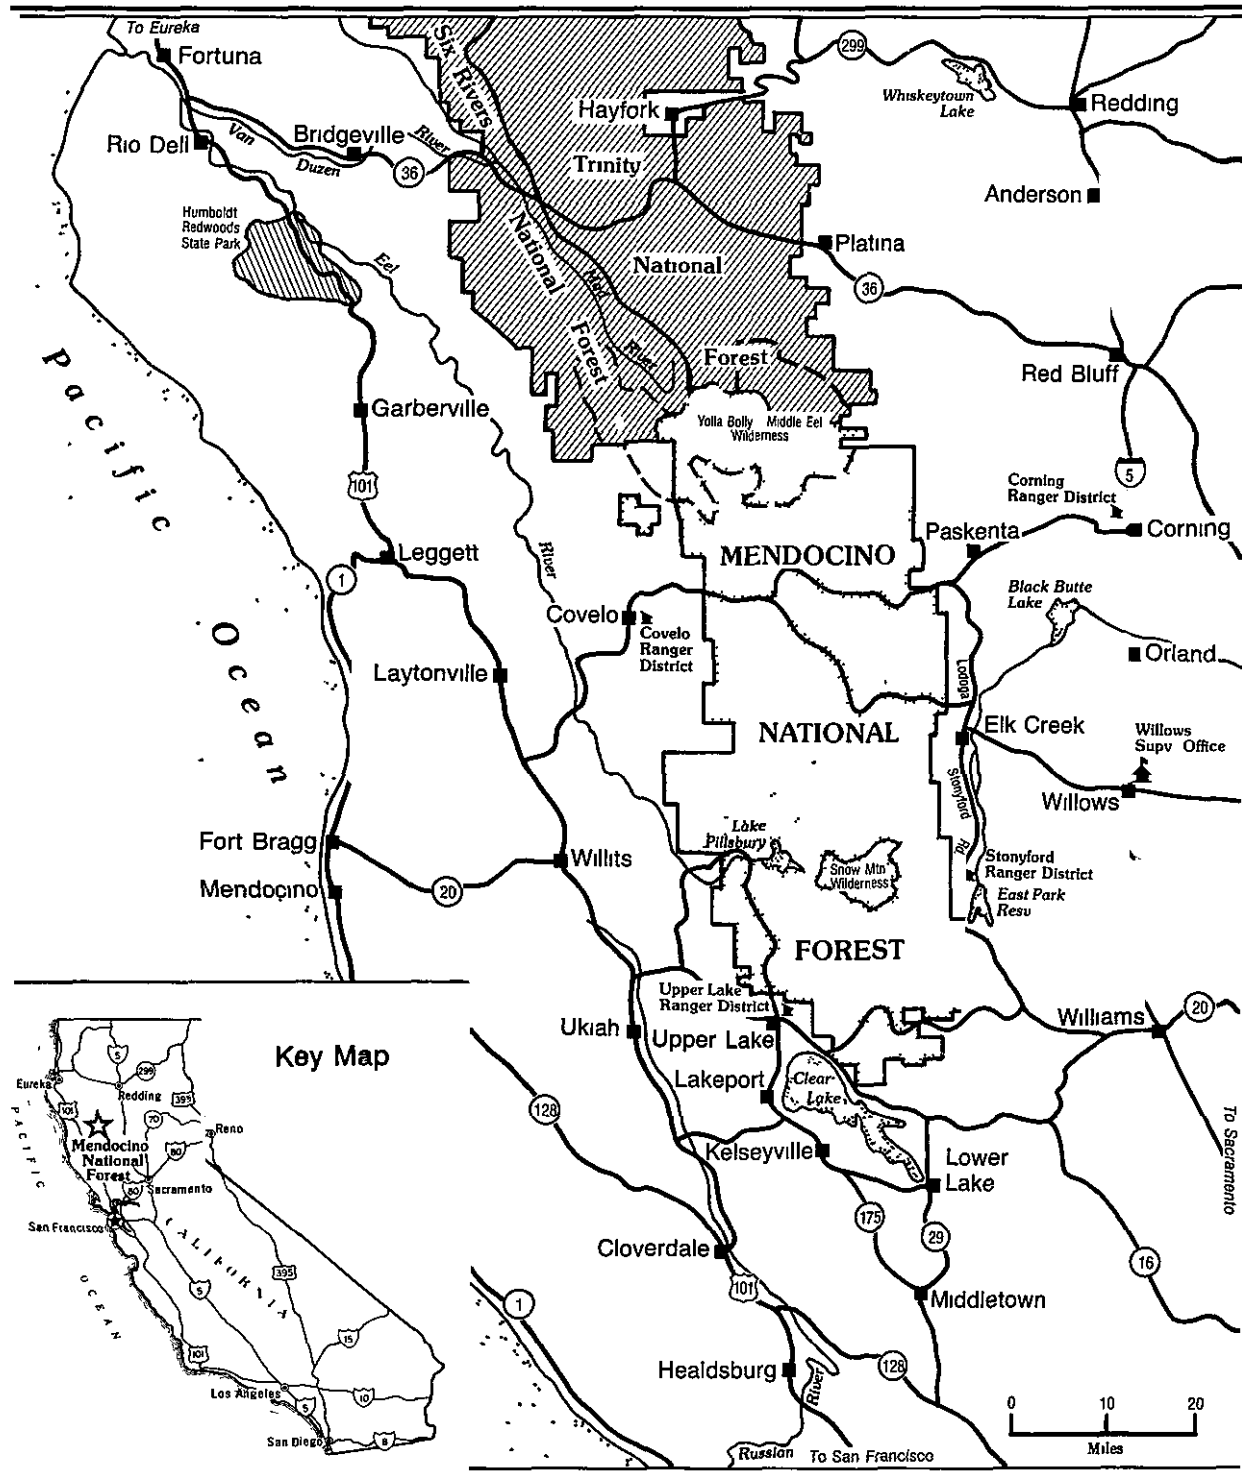 To Eureka
Fortuna
Rio Dell
Van
Duzen
Bridgeville
36
River
Six Rivers
National
Forest
Hayfork
Trinity
National
Forest
Mad
River
299
Whiskeytown
Lake
Redding
Anderson
Platina
36
Red Bluff
5
Humboldt
Redwoods
State Park
Eel
River
Pacific
Ocean
Garberville
101
Leggett
1
Yolla Bolly Middle Eel
Wilderness
Corning
Ranger District
Corning
Paskenta
MENDOCINO
NATIONAL
FOREST
Black Butte
Lake
Orland
Covelo
Covelo
Ranger
District
Laytonville
Lodoga
Elk Creek
Willows
Supv Office
Willows
Stonyford
Rd
Stonyford
Ranger District
East Park
Resv
Fort Bragg
Mendocino
20
Willits
Lake
Pillsbury
Snow Mtn
Wilderness
Upper Lake
Ranger District
Ukiah
Upper Lake
Lakeport
Clear
Lake
Williams
20
To Sacramento
Kelseyville
Lower
Lake
128
175
29
16
Cloverdale
101
Middletown
1
Healdsburg
128
River
Russian
To San Francisco
0 10 20
Miles
Key Map
Eureka
5
299
Redding
395
101
70
Reno
Mendocino
National
Forest
80
80
Sacramento
San Francisco
PACIFIC
OCEAN
CALIFORNIA
5
395
101
15
Los Angeles
10
5
San Diego
8